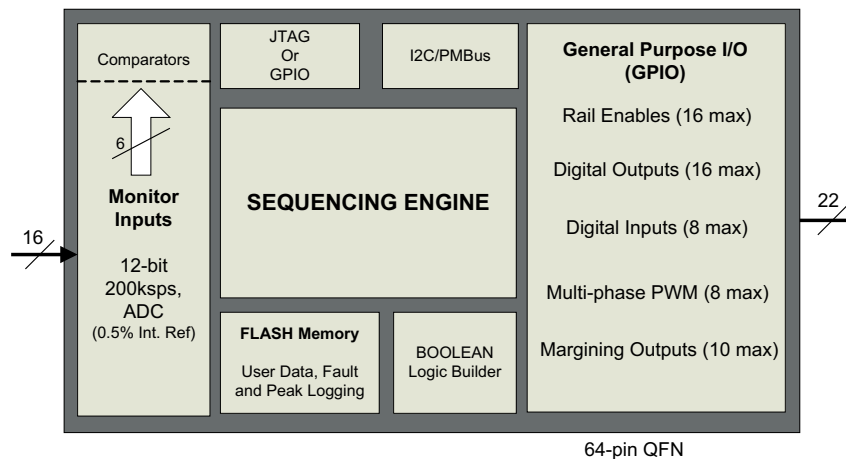 Comparators
6
Monitor
Inputs
16
12-bit
200ksps,
ADC
(0.5% Int. Ref)
JTAG
Or
GPIO
I2C/PMBus
SEQUENCING ENGINE
FLASH Memory
User Data, Fault
and Peak Logging
BOOLEAN
Logic Builder
General Purpose I/O
(GPIO)
Rail Enables (16 max)
Digital Outputs (16 max)
Digital Inputs (8 max)
Multi-phase PWM (8 max)
Margining Outputs (10 max)
22
64-pin QFN